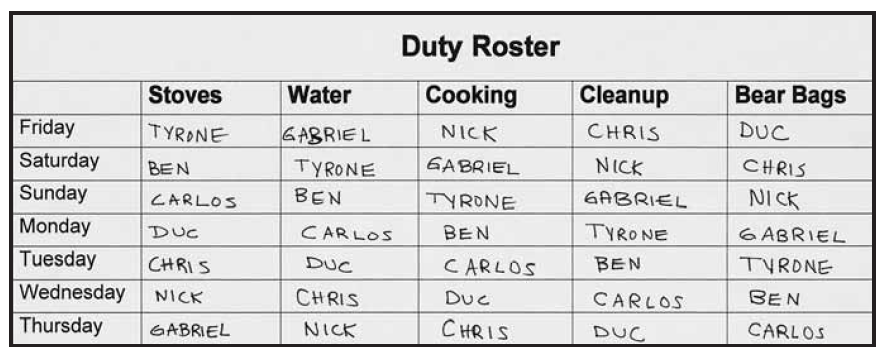 Duty Roster
Stoves Water Cooking Cleanup Bear Bags
Friday TYRONE GABRIEL NICK CHRIS DUC
Saturday BEN TYRONE GABRIEL NICK CHRIS
Sunday CARLOS BEN TYRONE GABRIEL NICK
Monday DUC CARLOS BEN TYRONE GABRIEL
Tuesday CHRIS DUC CARLOS BEN TYRONE
Wednesday NICK CHRIS DUC CARLOS BEN
Thursday GABRIEL NICK CHRIS DUC CARLOS